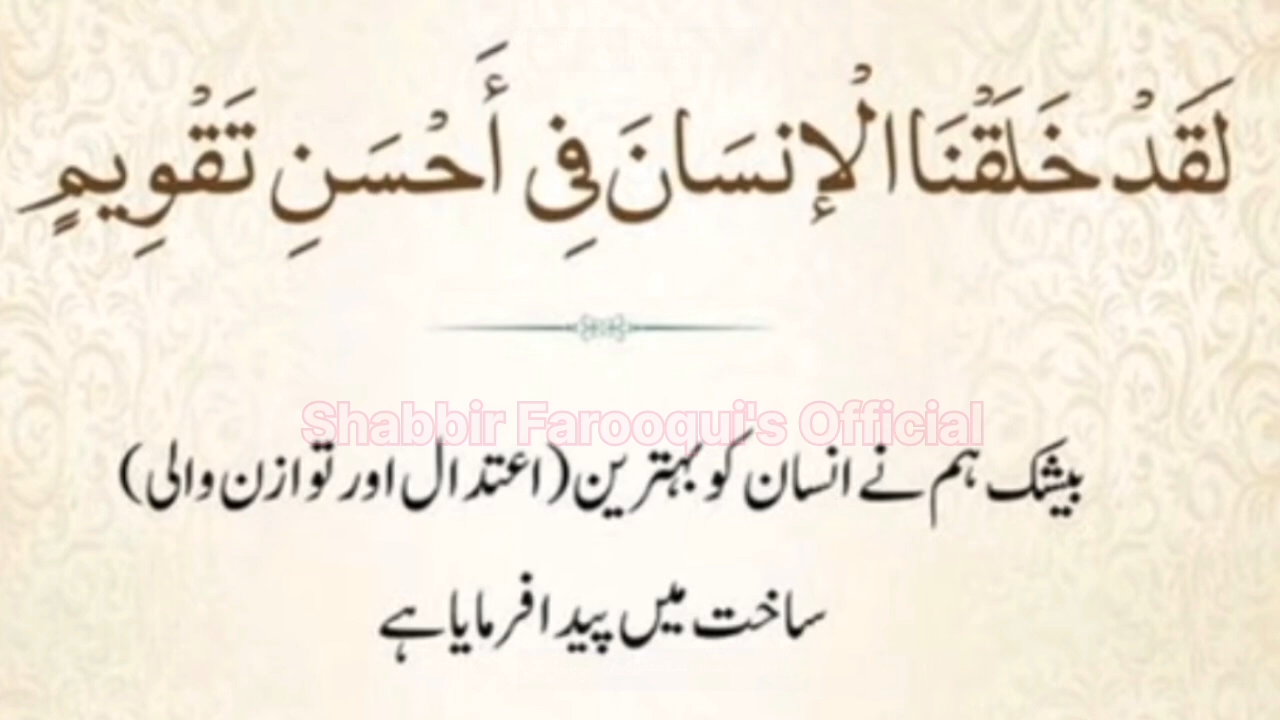 لَقَدْ خَلَقْنَا الْإِنسَانَ فِي أَحْسَنِ تَقْوِيمٍ
Shabbir Farooqui's Official
بیشک ہم نے انسان کو بہترین (اعتدال اور توازن والی)
ساخت میں پیدا فرمایا ہے